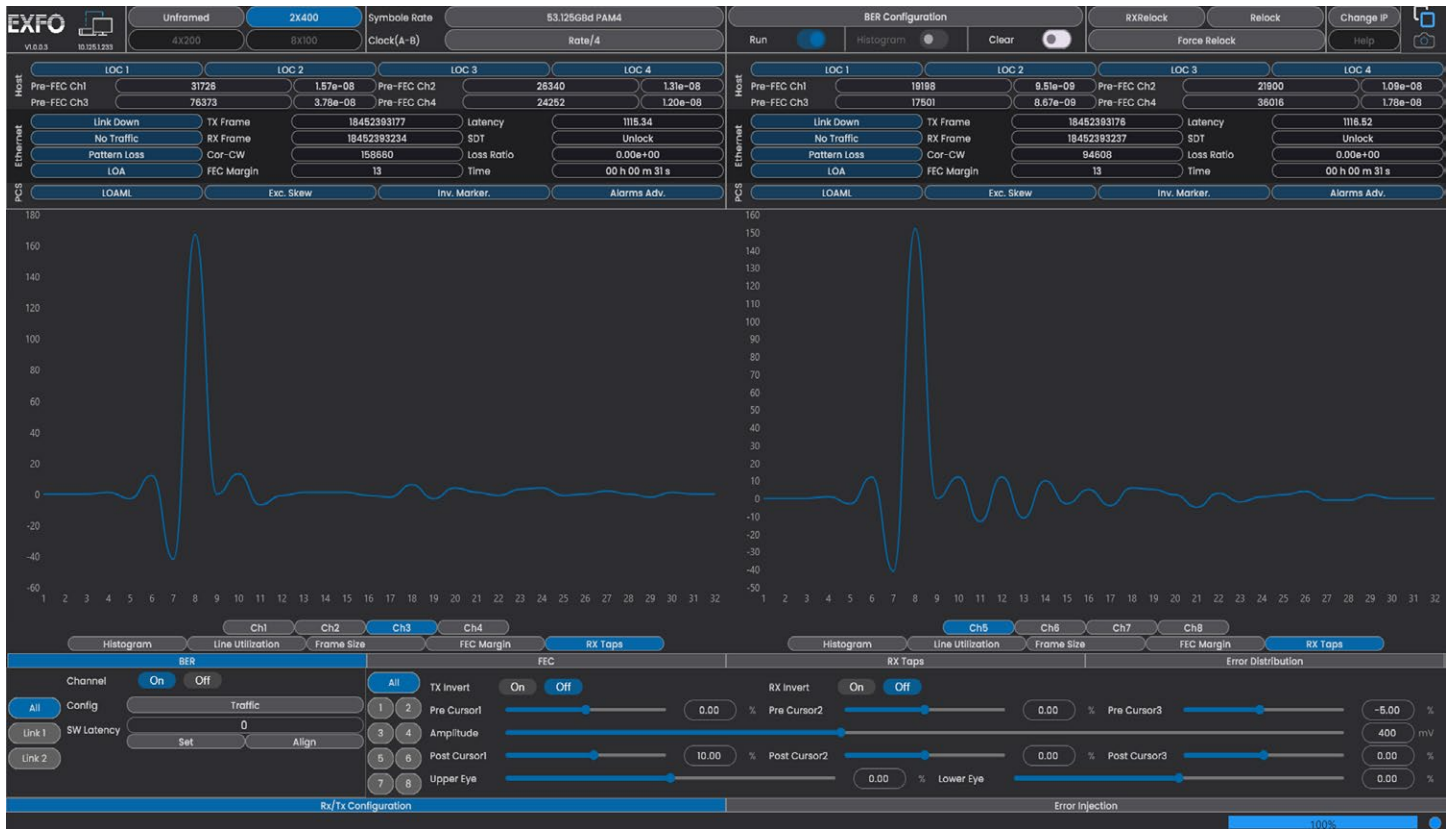 EXFO
V1.0.0.3 10.125.1.233
Unframed 2X400
4X200 8X100
Symbole Rate 53.125GBd PAM4
Clock(A-B) Rate/4
BER Configuration
Run Histogram Clear
RXRelock Relock
Force Relock
Change IP
Help
Host
LOC 1 LOC 2 LOC 3 LOC 4
Pre-FEC Ch1 31726 1.57e-08 Pre-FEC Ch2 26340 1.31e-08
Pre-FEC Ch3 76373 3.78e-08 Pre-FEC Ch4 24252 1.20e-08
Ethernet
Link Down TX Frame 18452393177 Latency 1115.34
No Traffic RX Frame 18452393234 SDT Unlock
Pattern Loss Cor-CW 158660 Loss Ratio 0.00e+00
LOA FEC Margin 13 Time 00 h 00 m 31 s
PCS
LOAML Exc. Skew Inv. Marker. Alarms Adv.
Host
LOC 1 LOC 2 LOC 3 LOC 4
Pre-FEC Ch1 19198 9.51e-09 Pre-FEC Ch2 21900 1.09e-08
Pre-FEC Ch3 17501 8.67e-09 Pre-FEC Ch4 36016 1.78e-08
Ethernet
Link Down TX Frame 18452393176 Latency 1116.52
No Traffic RX Frame 18452393237 SDT Unlock
Pattern Loss Cor-CW 94608 Loss Ratio 0.00e+00
LOA FEC Margin 13 Time 00 h 00 m 31 s
PCS
LOAML Exc. Skew Inv. Marker. Alarms Adv.
180
160
140
120
100
80
60
40
20
0
-20
-40
-60
1 2 3 4 5 6 7 8 9 10 11 12 13 14 15 16 17 18 19 20 21 22 23 24 25 26 27 28 29 30 31 32
160
150
140
130
120
110
100
90
80
70
60
50
40
30
20
10
0
-10
-20
-30
-40
-50
1 2 3 4 5 6 7 8 9 10 11 12 13 14 15 16 17 18 19 20 21 22 23 24 25 26 27 28 29 30 31 32
Ch1 Ch2 Ch3 Ch4
Histogram Line Utilization Frame Size FEC Margin RX Taps
Ch5 Ch6 Ch7 Ch8
Histogram Line Utilization Frame Size FEC Margin RX Taps
BER FEC RX Taps Error Distribution
Channel On Off
All Config Traffic
Link 1 SW Latency 0
Set Align
Link 2
All
1 2
3 4
5 6
7 8
TX Invert On Off RX Invert On Off
Pre Cursor1 0.00 % Pre Cursor2 0.00 % Pre Cursor3 -5.00 %
Amplitude 400 mV
Post Cursor1 10.00 % Post Cursor2 0.00 % Post Cursor3 0.00 %
Upper Eye 0.00 % Lower Eye 0.00 %
Rx/Tx Configuration Error Injection
100%